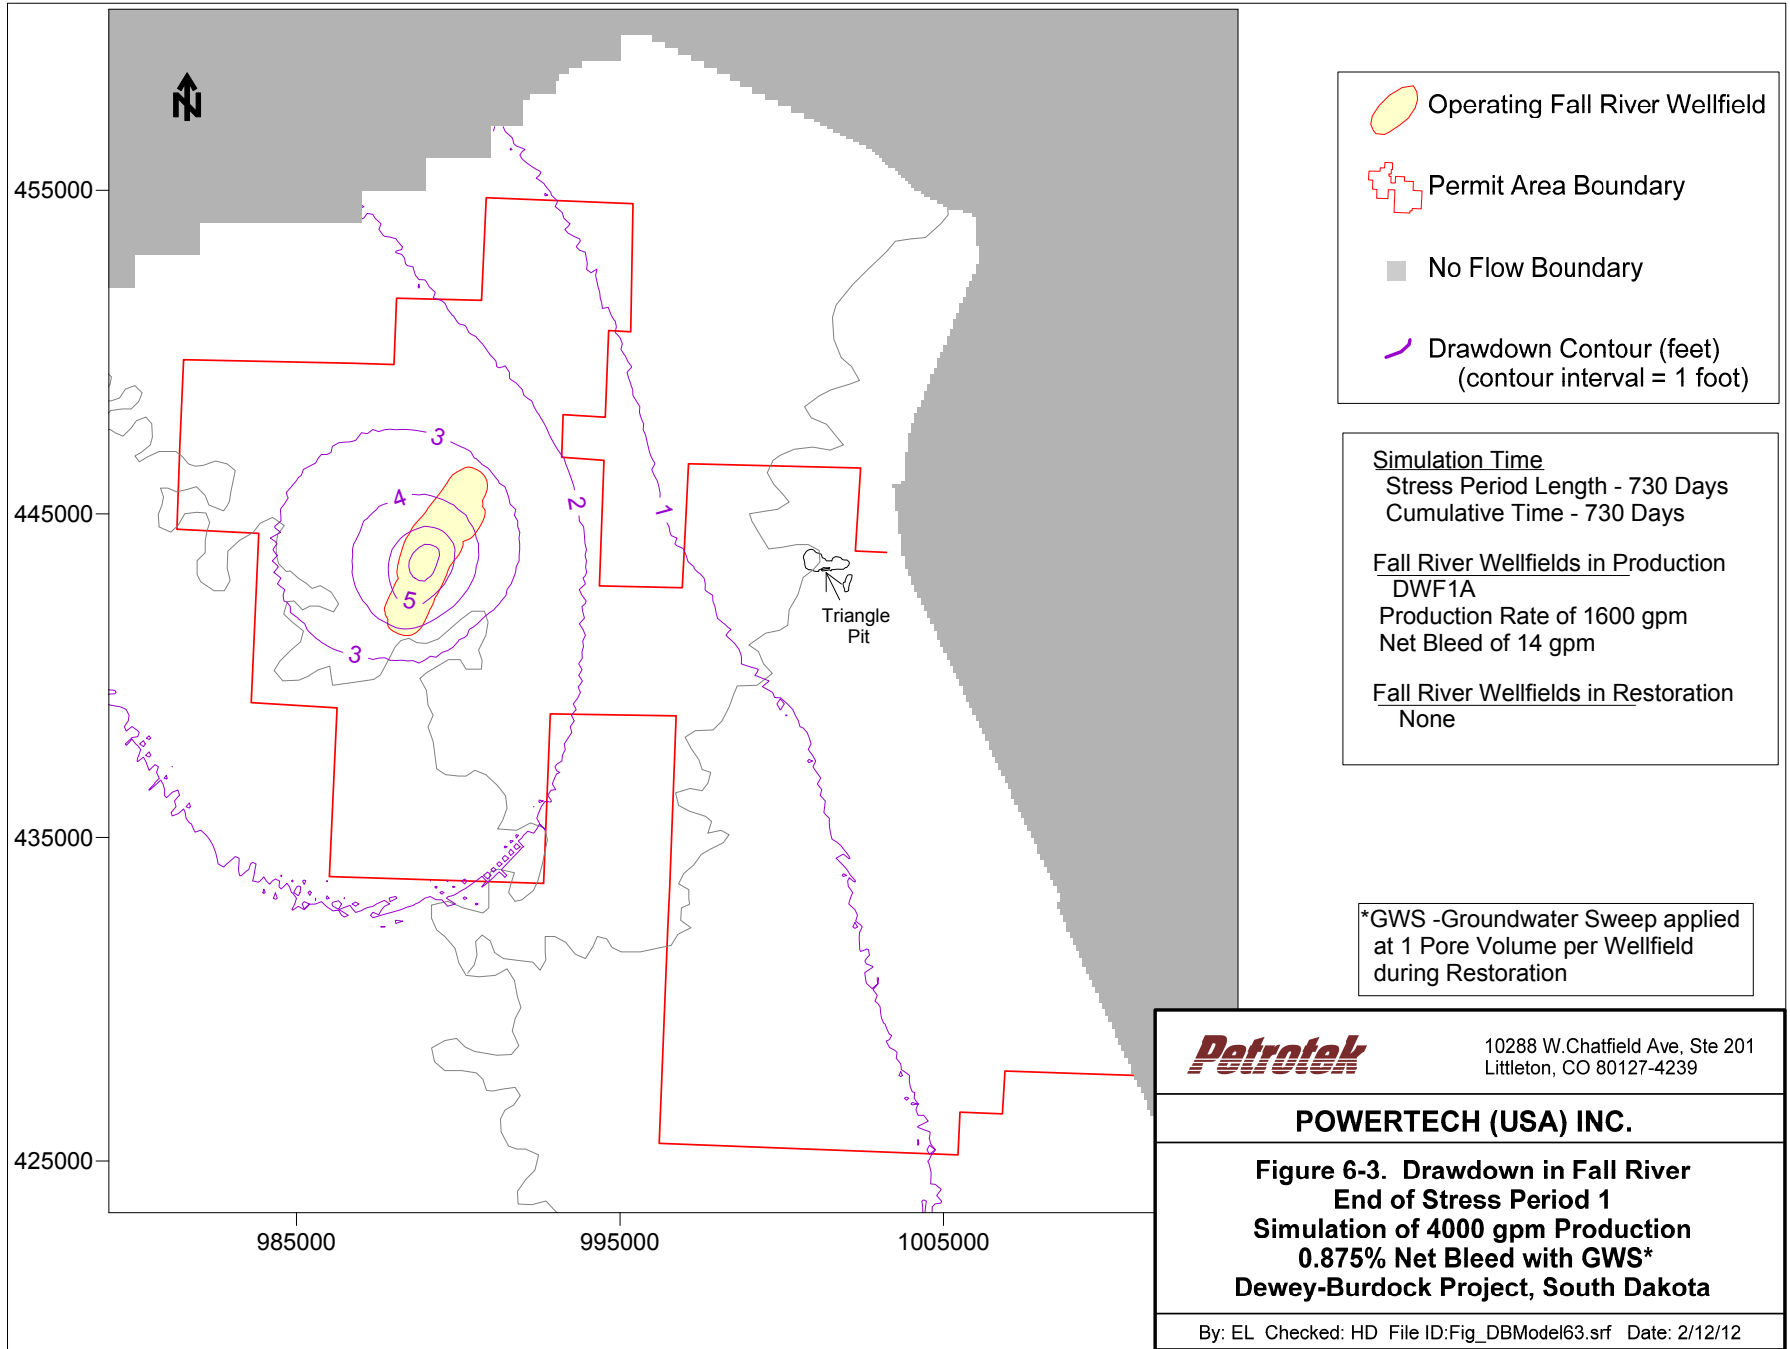 N
455000
445000
435000
425000
985000
995000
1005000
3
4
5
3
2
1
Triangle
Pit
Operating Fall River Wellfield
Permit Area Boundary
No Flow Boundary
Drawdown Contour (feet)
(contour interval = 1 foot)
Simulation Time
Stress Period Length - 730 Days
Cumulative Time - 730 Days
Fall River Wellfields in Production
DWF1A
Production Rate of 1600 gpm
Net Bleed of 14 gpm
Fall River Wellfields in Restoration
None
*GWS -Groundwater Sweep applied
at 1 Pore Volume per Wellfield
during Restoration
Petrotek
10288 W.Chatfield Ave, Ste 201
Littleton, CO 80127-4239
POWERTECH (USA) INC.
Figure 6-3. Drawdown in Fall River
End of Stress Period 1
Simulation of 4000 gpm Production
0.875% Net Bleed with GWS*
Dewey-Burdock Project, South Dakota
By: EL Checked: HD File ID:Fig_DBModel63.srf Date: 2/12/12